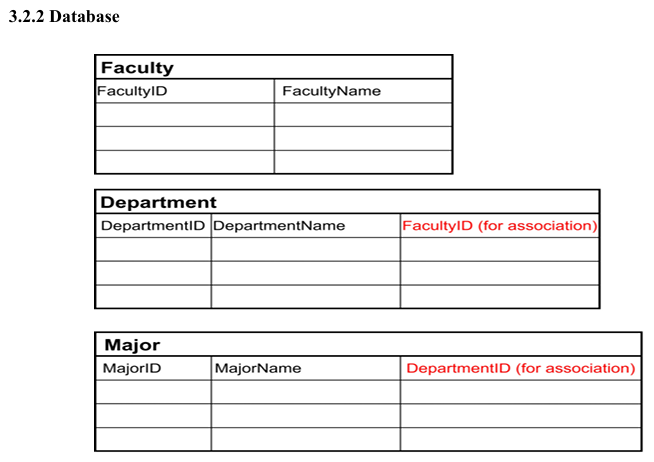 3.2.2 Database
Faculty
FacultyID FacultyName
Department
DepartmentID DepartmentName FacultyID (for association)
Major
MajorID MajorName DepartmentID (for association)